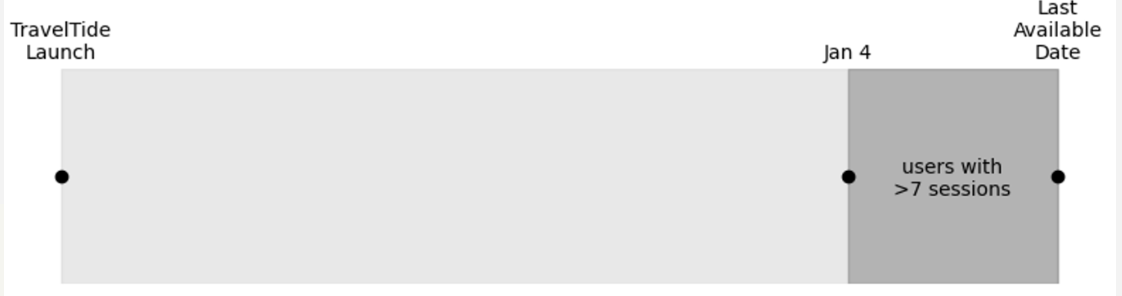 TravelTide
Launch
Jan 4
Last
Available
Date
users with
>7 sessions